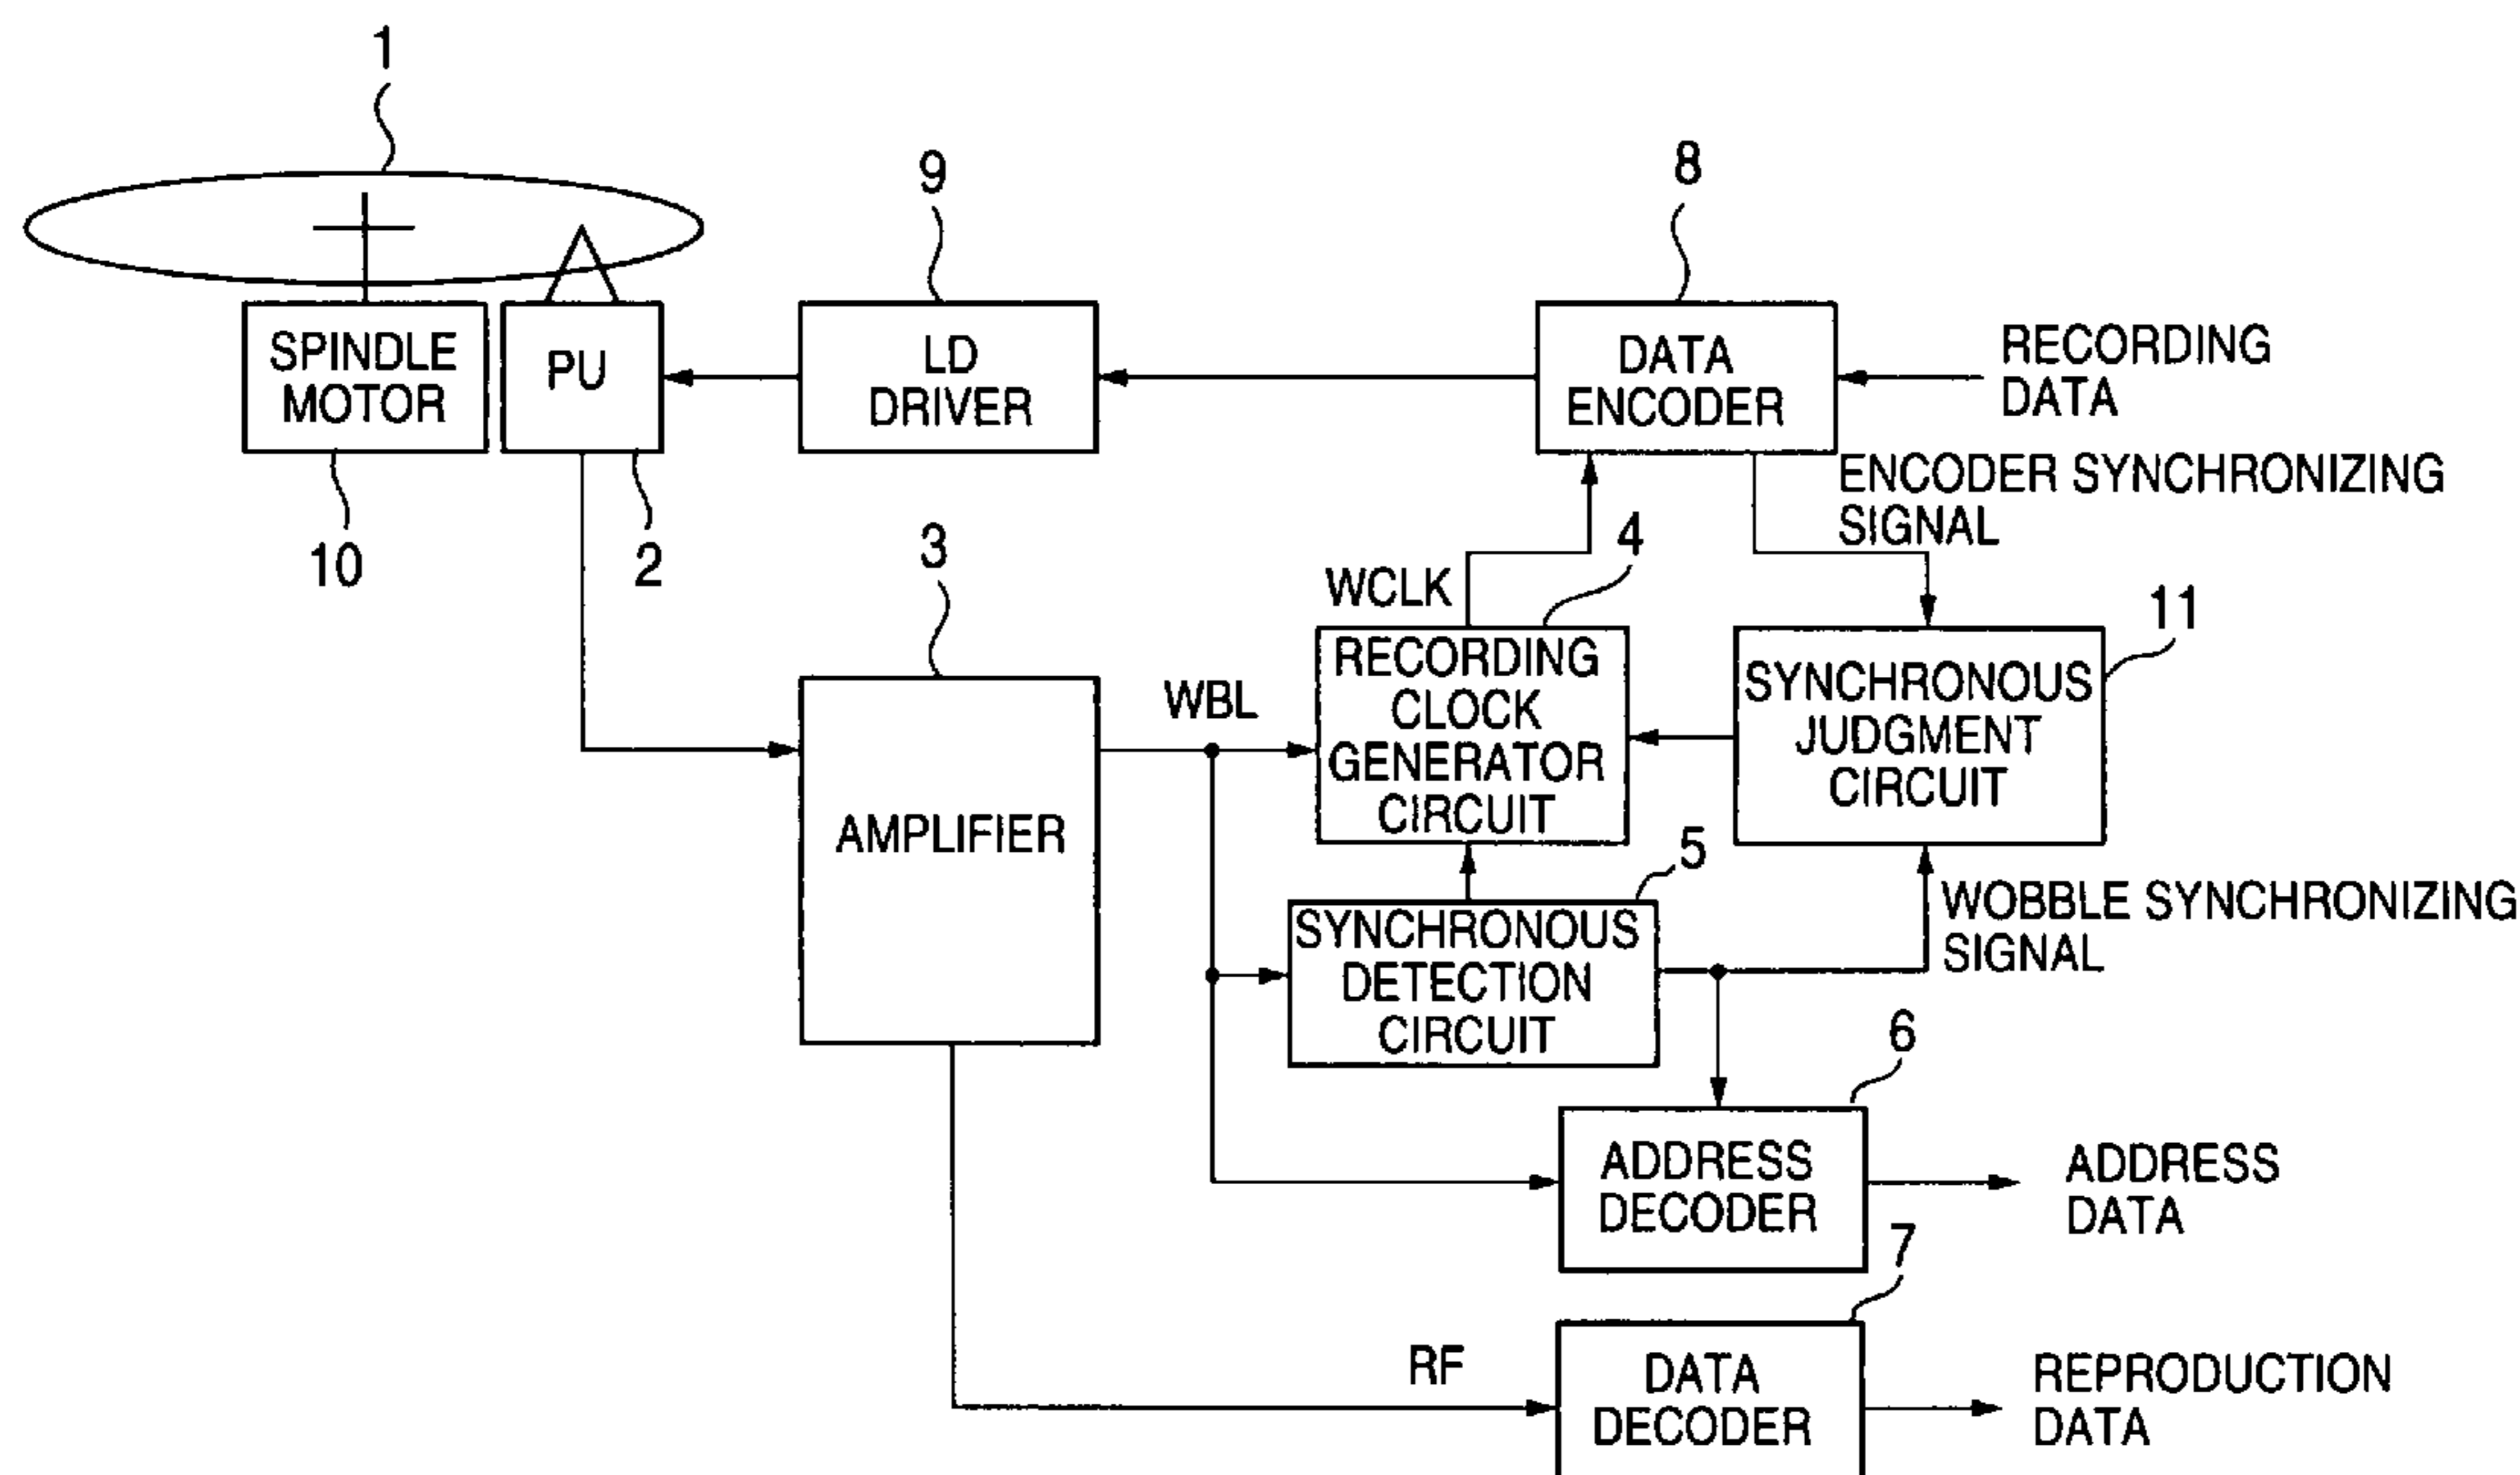 1
9
8
SPINDLE
MOTOR
PU
LD
DRIVER
DATA
ENCODER
RECORDING
DATA
10
2
ENCODER SYNCHRONIZING
SIGNAL
3
4
WCLK
11
AMPLIFIER
WBL
RECORDING
CLOCK
GENERATOR
CIRCUIT
SYNCHRONOUS
JUDGMENT
CIRCUIT
5
SYNCHRONOUS
DETECTION
CIRCUIT
WOBBLE SYNCHRONIZING
SIGNAL
6
ADDRESS
DECODER
ADDRESS
DATA
7
RF
DATA
DECODER
REPRODUCTION
DATA